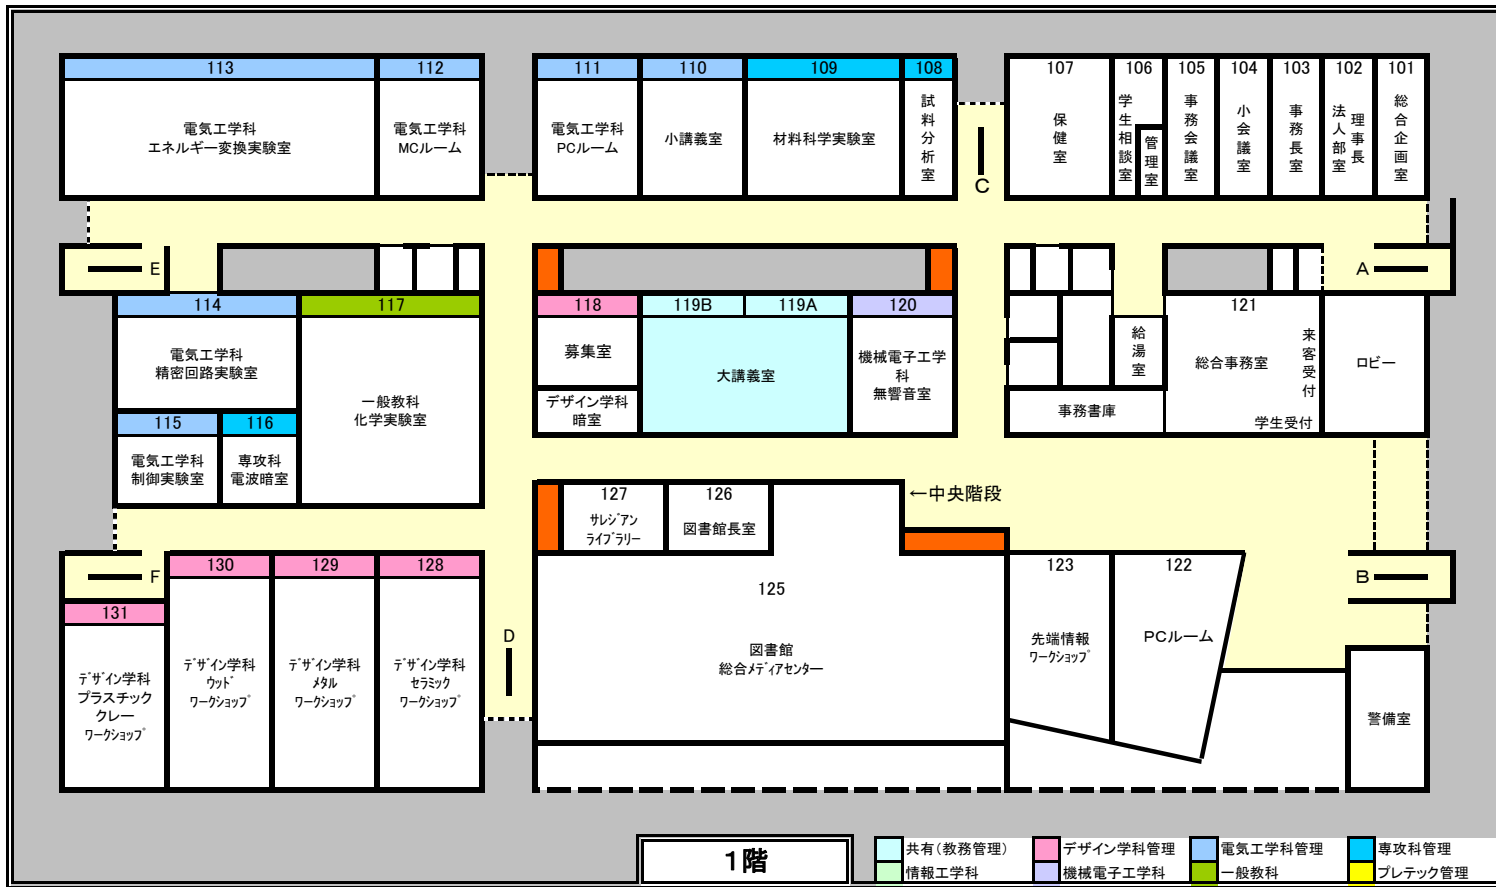 113
電気工学科
エネルギー変換実験室
112
電気工学科
MCルーム
111
電気工学科
PCルーム
110
小講義室
109
材料科学実験室
108
試料分析室
C
107
保健室
106
学生相談室
管理室
105
事務会議室
104
小会議室
103
事務長室
102
理事長
法人部室
101
総合企画室
E
A
114
電気工学科
精密回路実験室
117
一般教科
化学実験室
115
電気工学科
制御実験室
116
専攻科
電波暗室
118
募集室
デザイン学科
暗室
119B
119A
大講義室
120
機械電子工学
科
無響音室
給湯室
事務書庫
121
総合事務室
来客受付
学生受付
ロビー
←中央階段
127
サレジアン
ライブラリー
126
図書館長室
125
図書館
総合メディアセンター
123
先端情報
ワークショップ
122
PCルーム
B
警備室
F
D
131
デザイン学科
プラスチック
クレー
ワークショップ
130
デザイン学科
ウッド
ワークショップ
129
デザイン学科
メタル
ワークショップ
128
デザイン学科
セラミック
ワークショップ
1階
共有(教務管理)
デザイン学科管理
電気工学科管理
専攻科管理
情報工学科
機械電子工学科
一般教科
プレテック管理